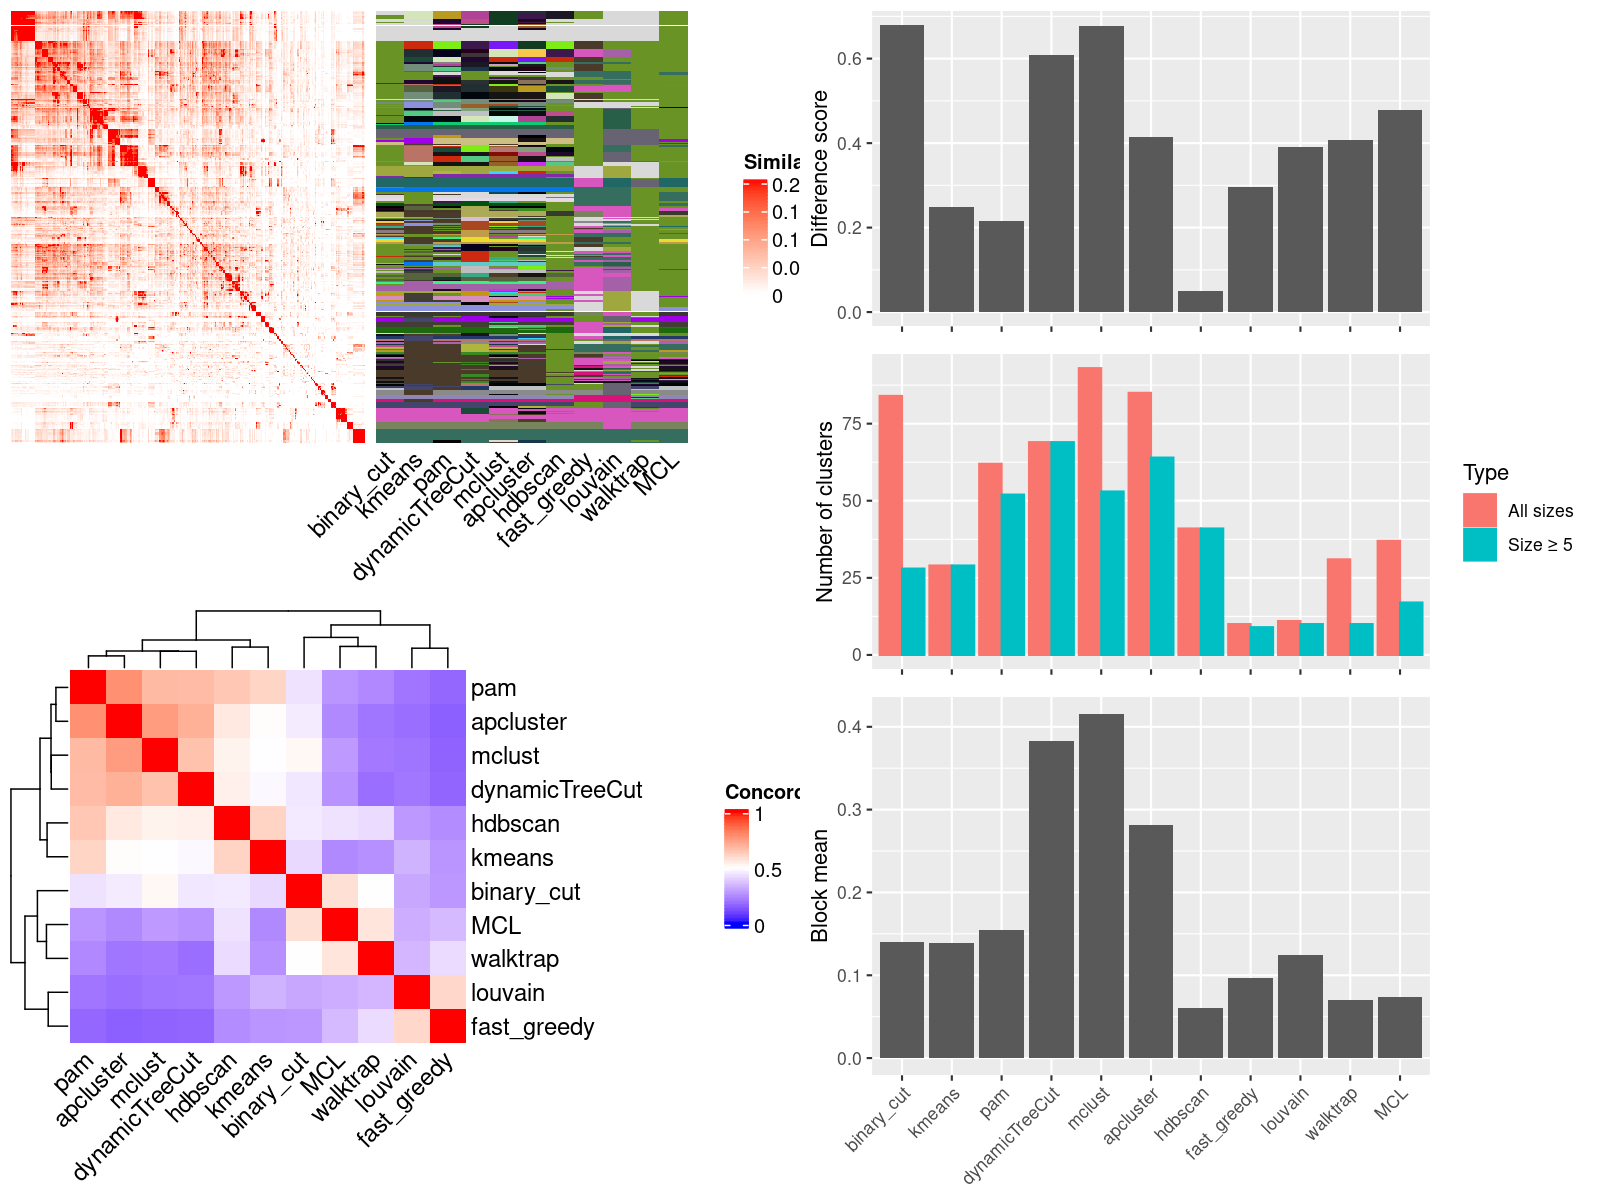 Simila
0.2
0.1
0.1
0.0
0
binary_cut
kmeans
pam
dynamicTreeCut
mclust
apcluster
hdbscan
fast_greedy
louvain
walktrap
MCL
pam
apcluster
mclust
dynamicTreeCut
hdbscan
kmeans
binary_cut
MCL
walktrap
louvain
fast_greedy
pam
apcluster
mclust
dynamicTreeCut
hdbscan
kmeans
binary_cut
MCL
walktrap
louvain
fast_greedy
Concord
1
0.5
0
Difference score
0.6
0.4
0.2
0.0
Number of clusters
75
50
25
0
Type
All sizes
Size ≥ 5
Block mean
0.4
0.3
0.2
0.1
0.0
binary_cut
kmeans
pam
dynamicTreeCut
mclust
apcluster
hdbscan
fast_greedy
louvain
walktrap
MCL